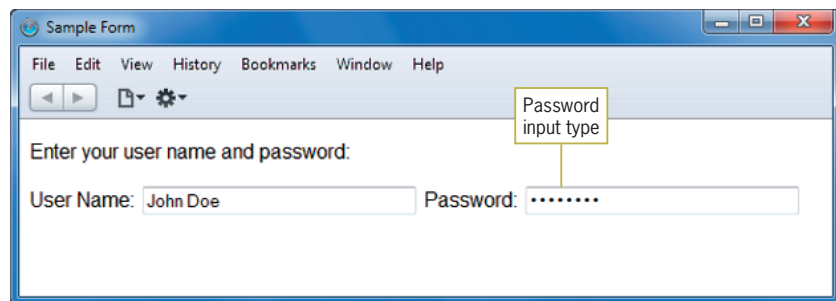 Sample Form
File Edit View History Bookmarks Window Help
Password
input type
Enter your user name and password:
User Name: John Doe Password: ••••••••